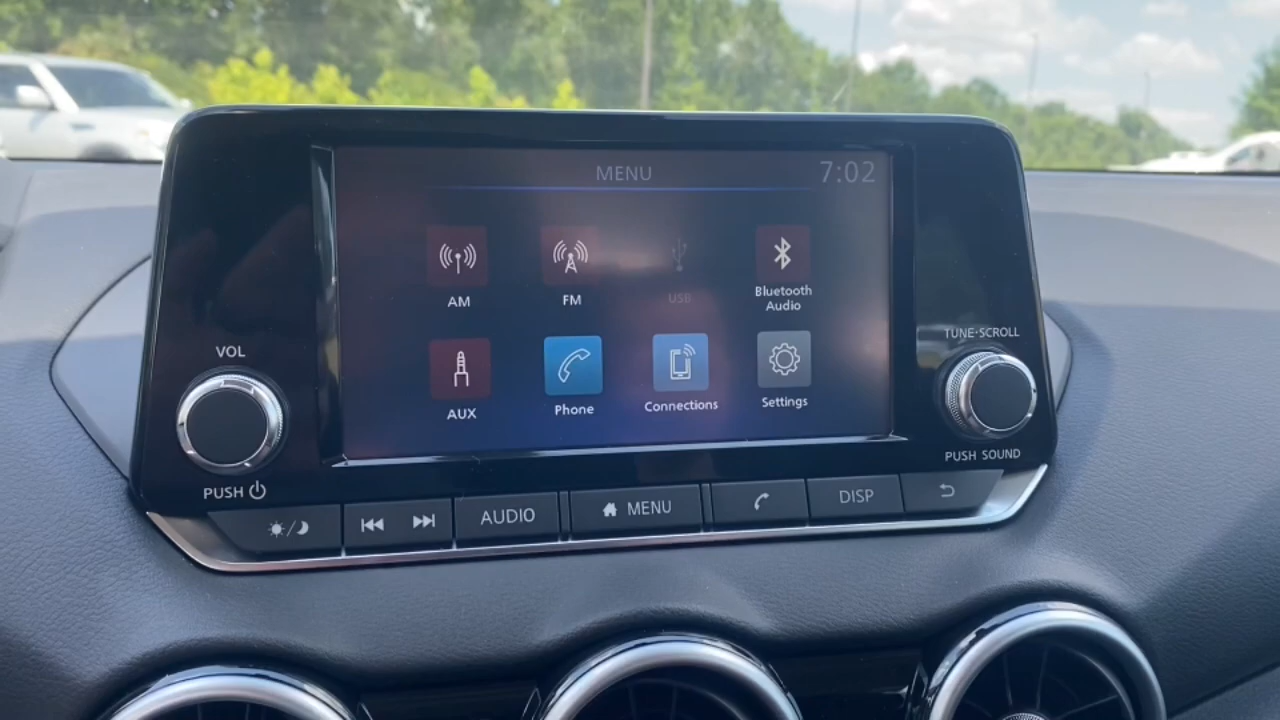 MENU
7:02
AM
FM
USB
Bluetooth
Audio
AUX
Phone
Connections
Settings
VOL
PUSH
TUNE·SCROLL
PUSH SOUND
AUDIO
MENU
DISP